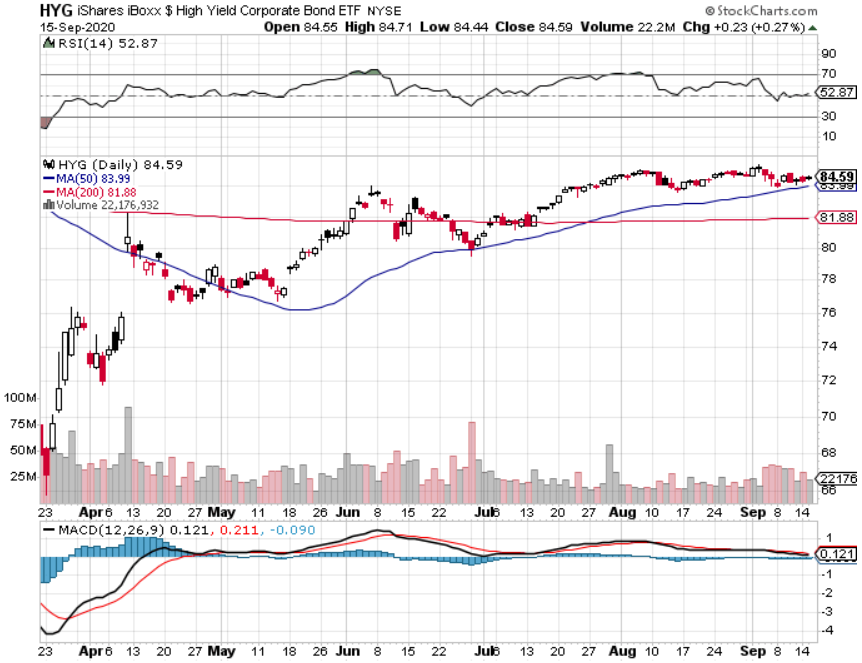 HYG iShares iBoxx $ High Yield Corporate Bond ETF NYSE © StockCharts.com
15-Sep-2020 Open 84.55 High 84.71 Low 84.44 Close 84.59 Volume 22.2M Chg +0.23 (+0.27%)
RSI(14) 52.87
90
70
52.87
30
10
HYG (Daily) 84.59
MA(50) 83.99
MA(200) 81.88
Volume 22,176,932
84.59
83.99
81.88
80
78
76
74
72
70
68
66
100M
75M
50M
25M
22176
23 Apr 6 13 20 27 May 11 18 26 Jun 8 15 22 Jul 6 13 20 27 Aug 10 17 24 Sep 8 14
MACD(12,26,9) 0.121, 0.211, -0.090
1
0.121
-1
-2
-3
-4
23 Apr 6 13 20 27 May 11 18 26 Jun 8 15 22 Jul 6 13 20 27 Aug 10 17 24 Sep 8 14